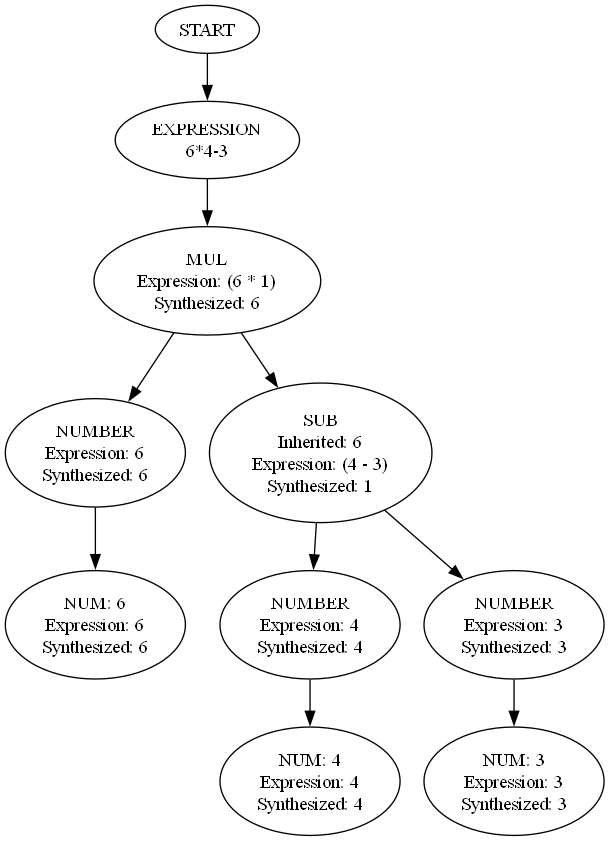 START
EXPRESSION
6*4-3
MUL
Expression: (6 * 1)
Synthesized: 6
NUMBER
Expression: 6
Synthesized: 6
SUB
Inherited: 6
Expression: (4 - 3)
Synthesized: 1
NUM: 6
Expression: 6
Synthesized: 6
NUMBER
Expression: 4
Synthesized: 4
NUMBER
Expression: 3
Synthesized: 3
NUM: 4
Expression: 4
Synthesized: 4
NUM: 3
Expression: 3
Synthesized: 3